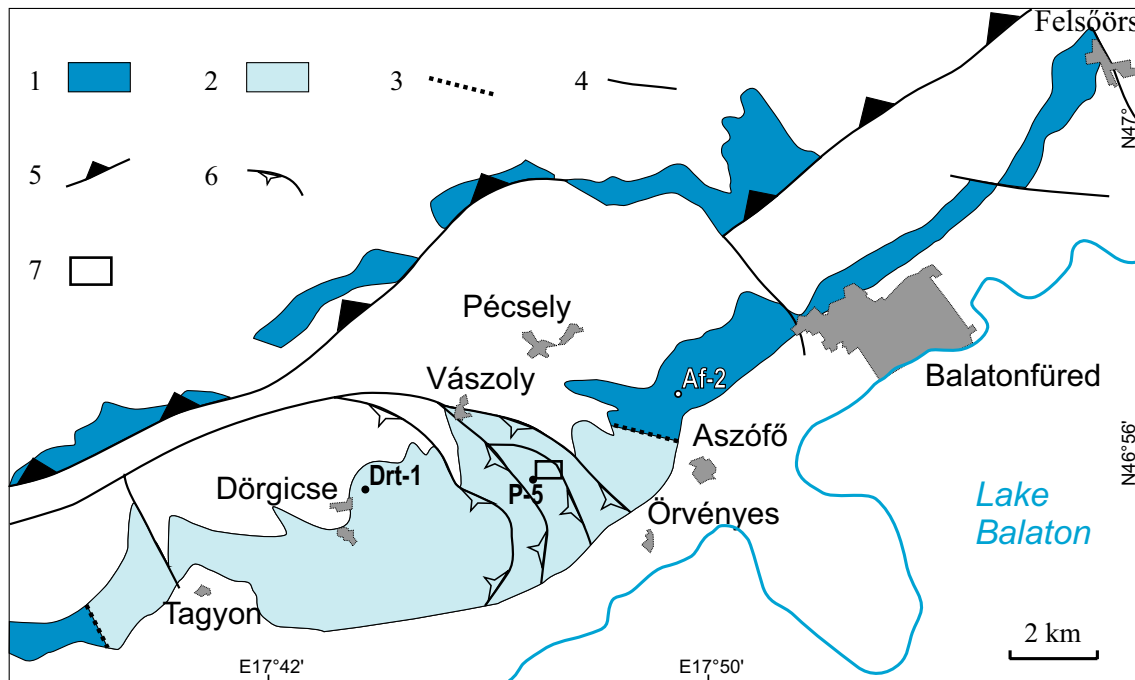 Felsőörs
1
2
3
4
N47°
5
6
7
Pécsely
Vászoly
Af-2
Balatonfüred
Aszófő
N46°56'
Drt-1
P-5
Dörgicse
Örvényes
Lake
Balaton
Tagyon
2 km
E17°42'
E17°50'